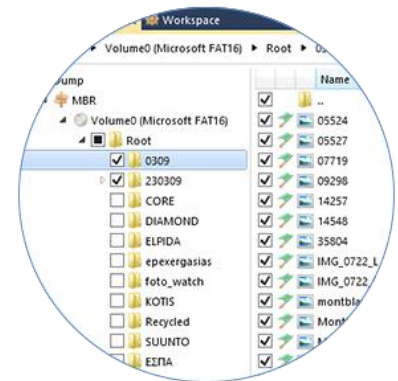 Workspace
Volume0 (Microsoft FAT16) ▸ Root ▸
Name
MBR
..
Volume0 (Microsoft FAT16)
05524
Root
05527
0309
07719
230309
09298
CORE
14257
DIAMOND
14548
ELPIDA
35804
epexergasias
IMG_0722_L
foto_watch
IMG_0722_
KOTIS
montbla
Recycled
Mont
SUUNTO
ΕΣΠΑ